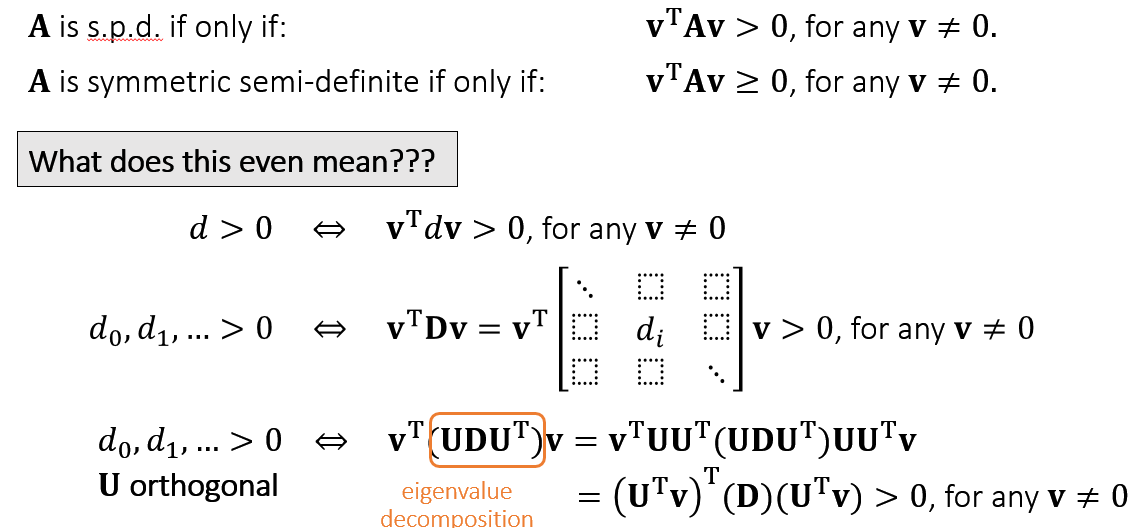 A is s.p.d. if only if: vᵀAv > 0, for any v ≠ 0.
A is symmetric semi-definite if only if: vᵀAv ≥ 0, for any v ≠ 0.
What does this even mean???
d > 0 ⇔ vᵀdv > 0, for any v ≠ 0
d₀, d₁, … > 0 ⇔ vᵀDv = vᵀ [⋱ dᵢ ⋱] v > 0, for any v ≠ 0
d₀, d₁, … > 0 ⇔ vᵀ(UDUᵀ)v = vᵀUUᵀ(UDUᵀ)UUᵀv
U orthogonal
eigenvalue
decomposition
= (Uᵀv)ᵀ(D)(Uᵀv) > 0, for any v ≠ 0